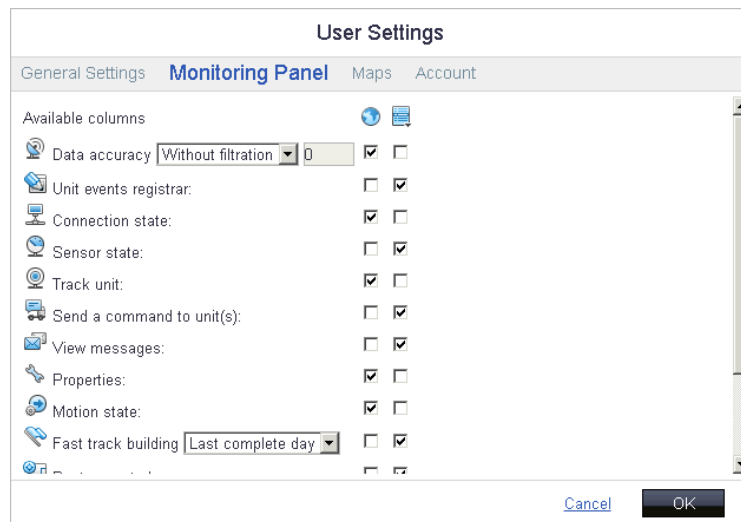 User Settings
General Settings Monitoring Panel Maps Account
Available columns
Data accuracy Without filtration 0
Unit events registrar:
Connection state:
Sensor state:
Track unit:
Send a command to unit(s):
View messages:
Properties:
Motion state:
Fast track building Last complete day
Cancel OK